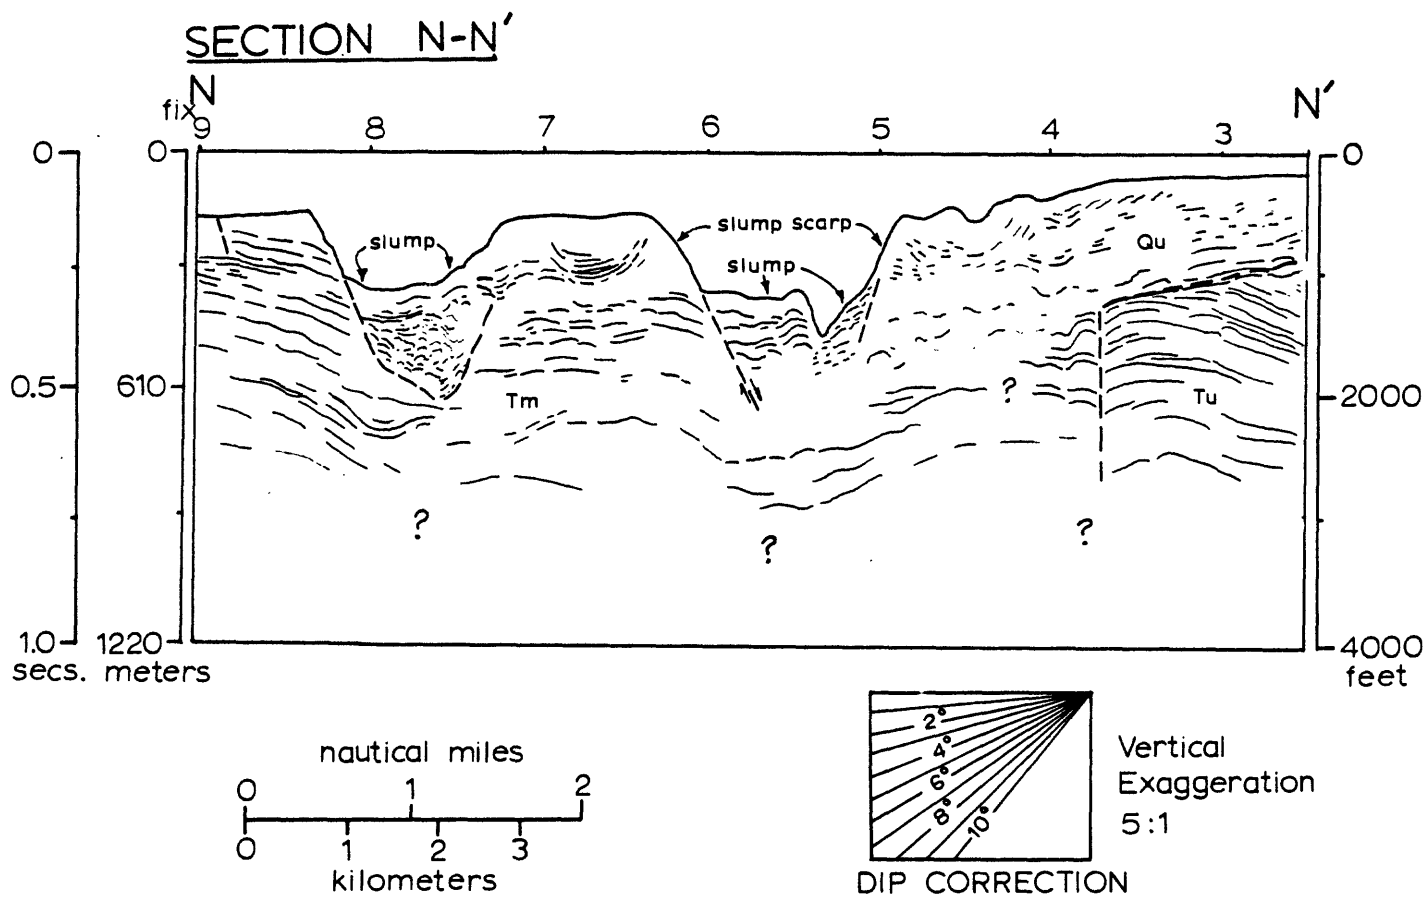 SECTION N-N′
N
N′
fix
9 8 7 6 5 4 3
0 0 0
slump
slump scarp
slump
Qu
0.5 610 2000
Tm
?
Tu
?
?
?
1.0 1220 4000
secs. meters feet
nautical miles
0 1 2
0 1 2 3
kilometers
2°
4°
6°
8°
10°
DIP CORRECTION
Vertical
Exaggeration
5:1